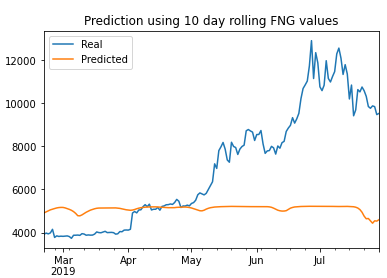 Prediction using 10 day rolling FNG values
Real
Predicted
12000
10000
8000
6000
4000
Mar
2019
Apr
May
Jun
Jul